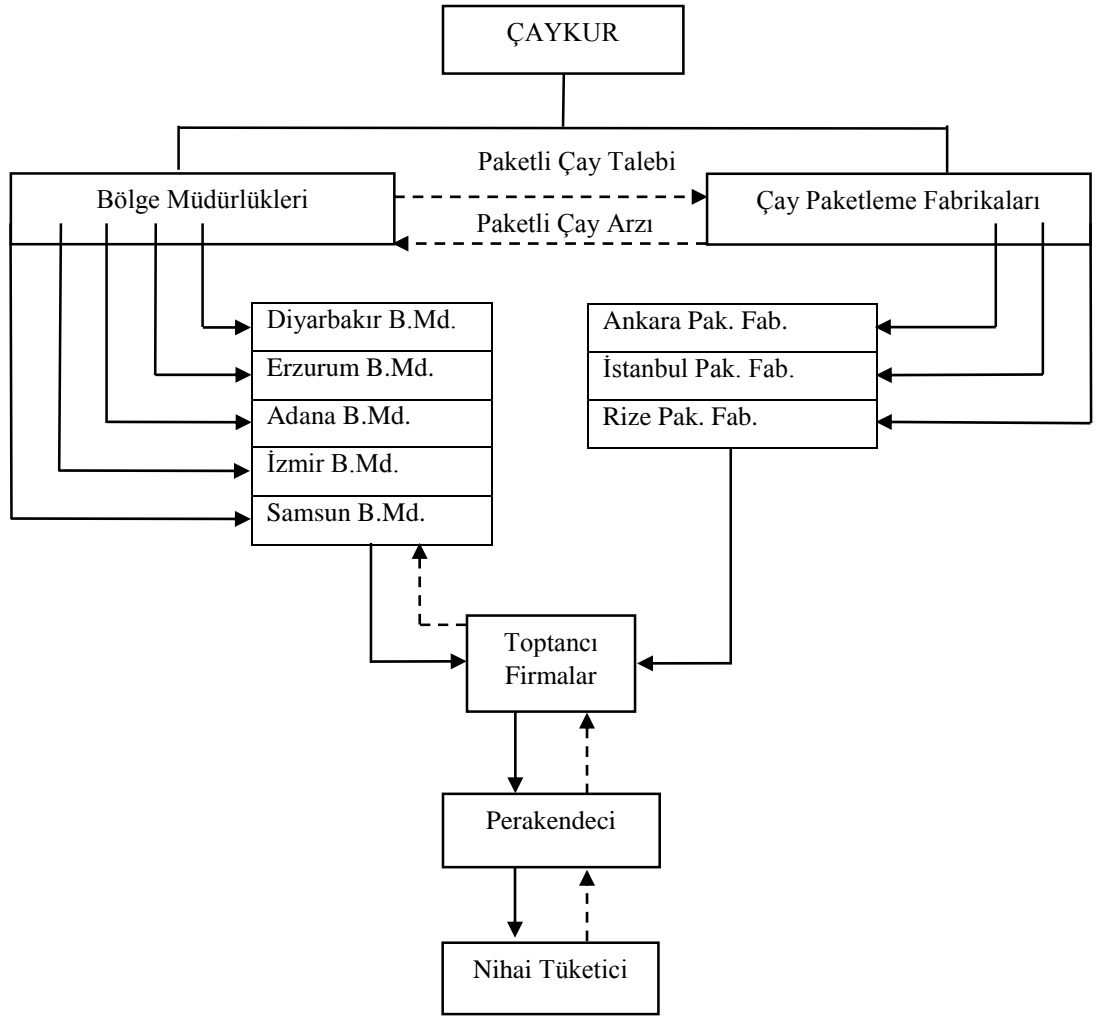 ÇAYKUR
Paketli Çay Talebi
Bölge Müdürlükleri
Çay Paketleme Fabrikaları
Paketli Çay Arzı
Diyarbakır B.Md.
Erzurum B.Md.
Adana B.Md.
İzmir B.Md.
Samsun B.Md.
Ankara Pak. Fab.
İstanbul Pak. Fab.
Rize Pak. Fab.
Toptancı
Firmalar
Perakendeci
Nihai Tüketici